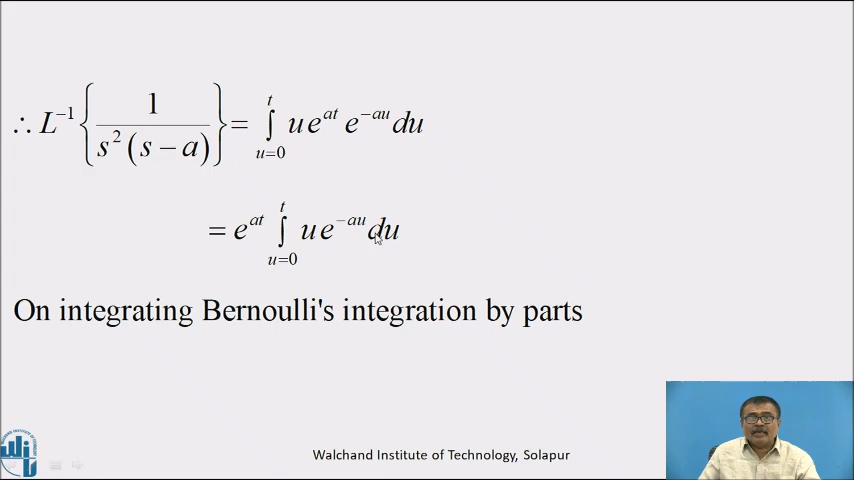 ∴ L⁻¹ { 1 / s² (s − a) } = ∫_{u=0}^{t} u e^{at} e^{−au} du
= e^{at} ∫_{u=0}^{t} u e^{−au} du
On integrating Bernoulli's integration by parts
Walchand Institute of Technology, Solapur